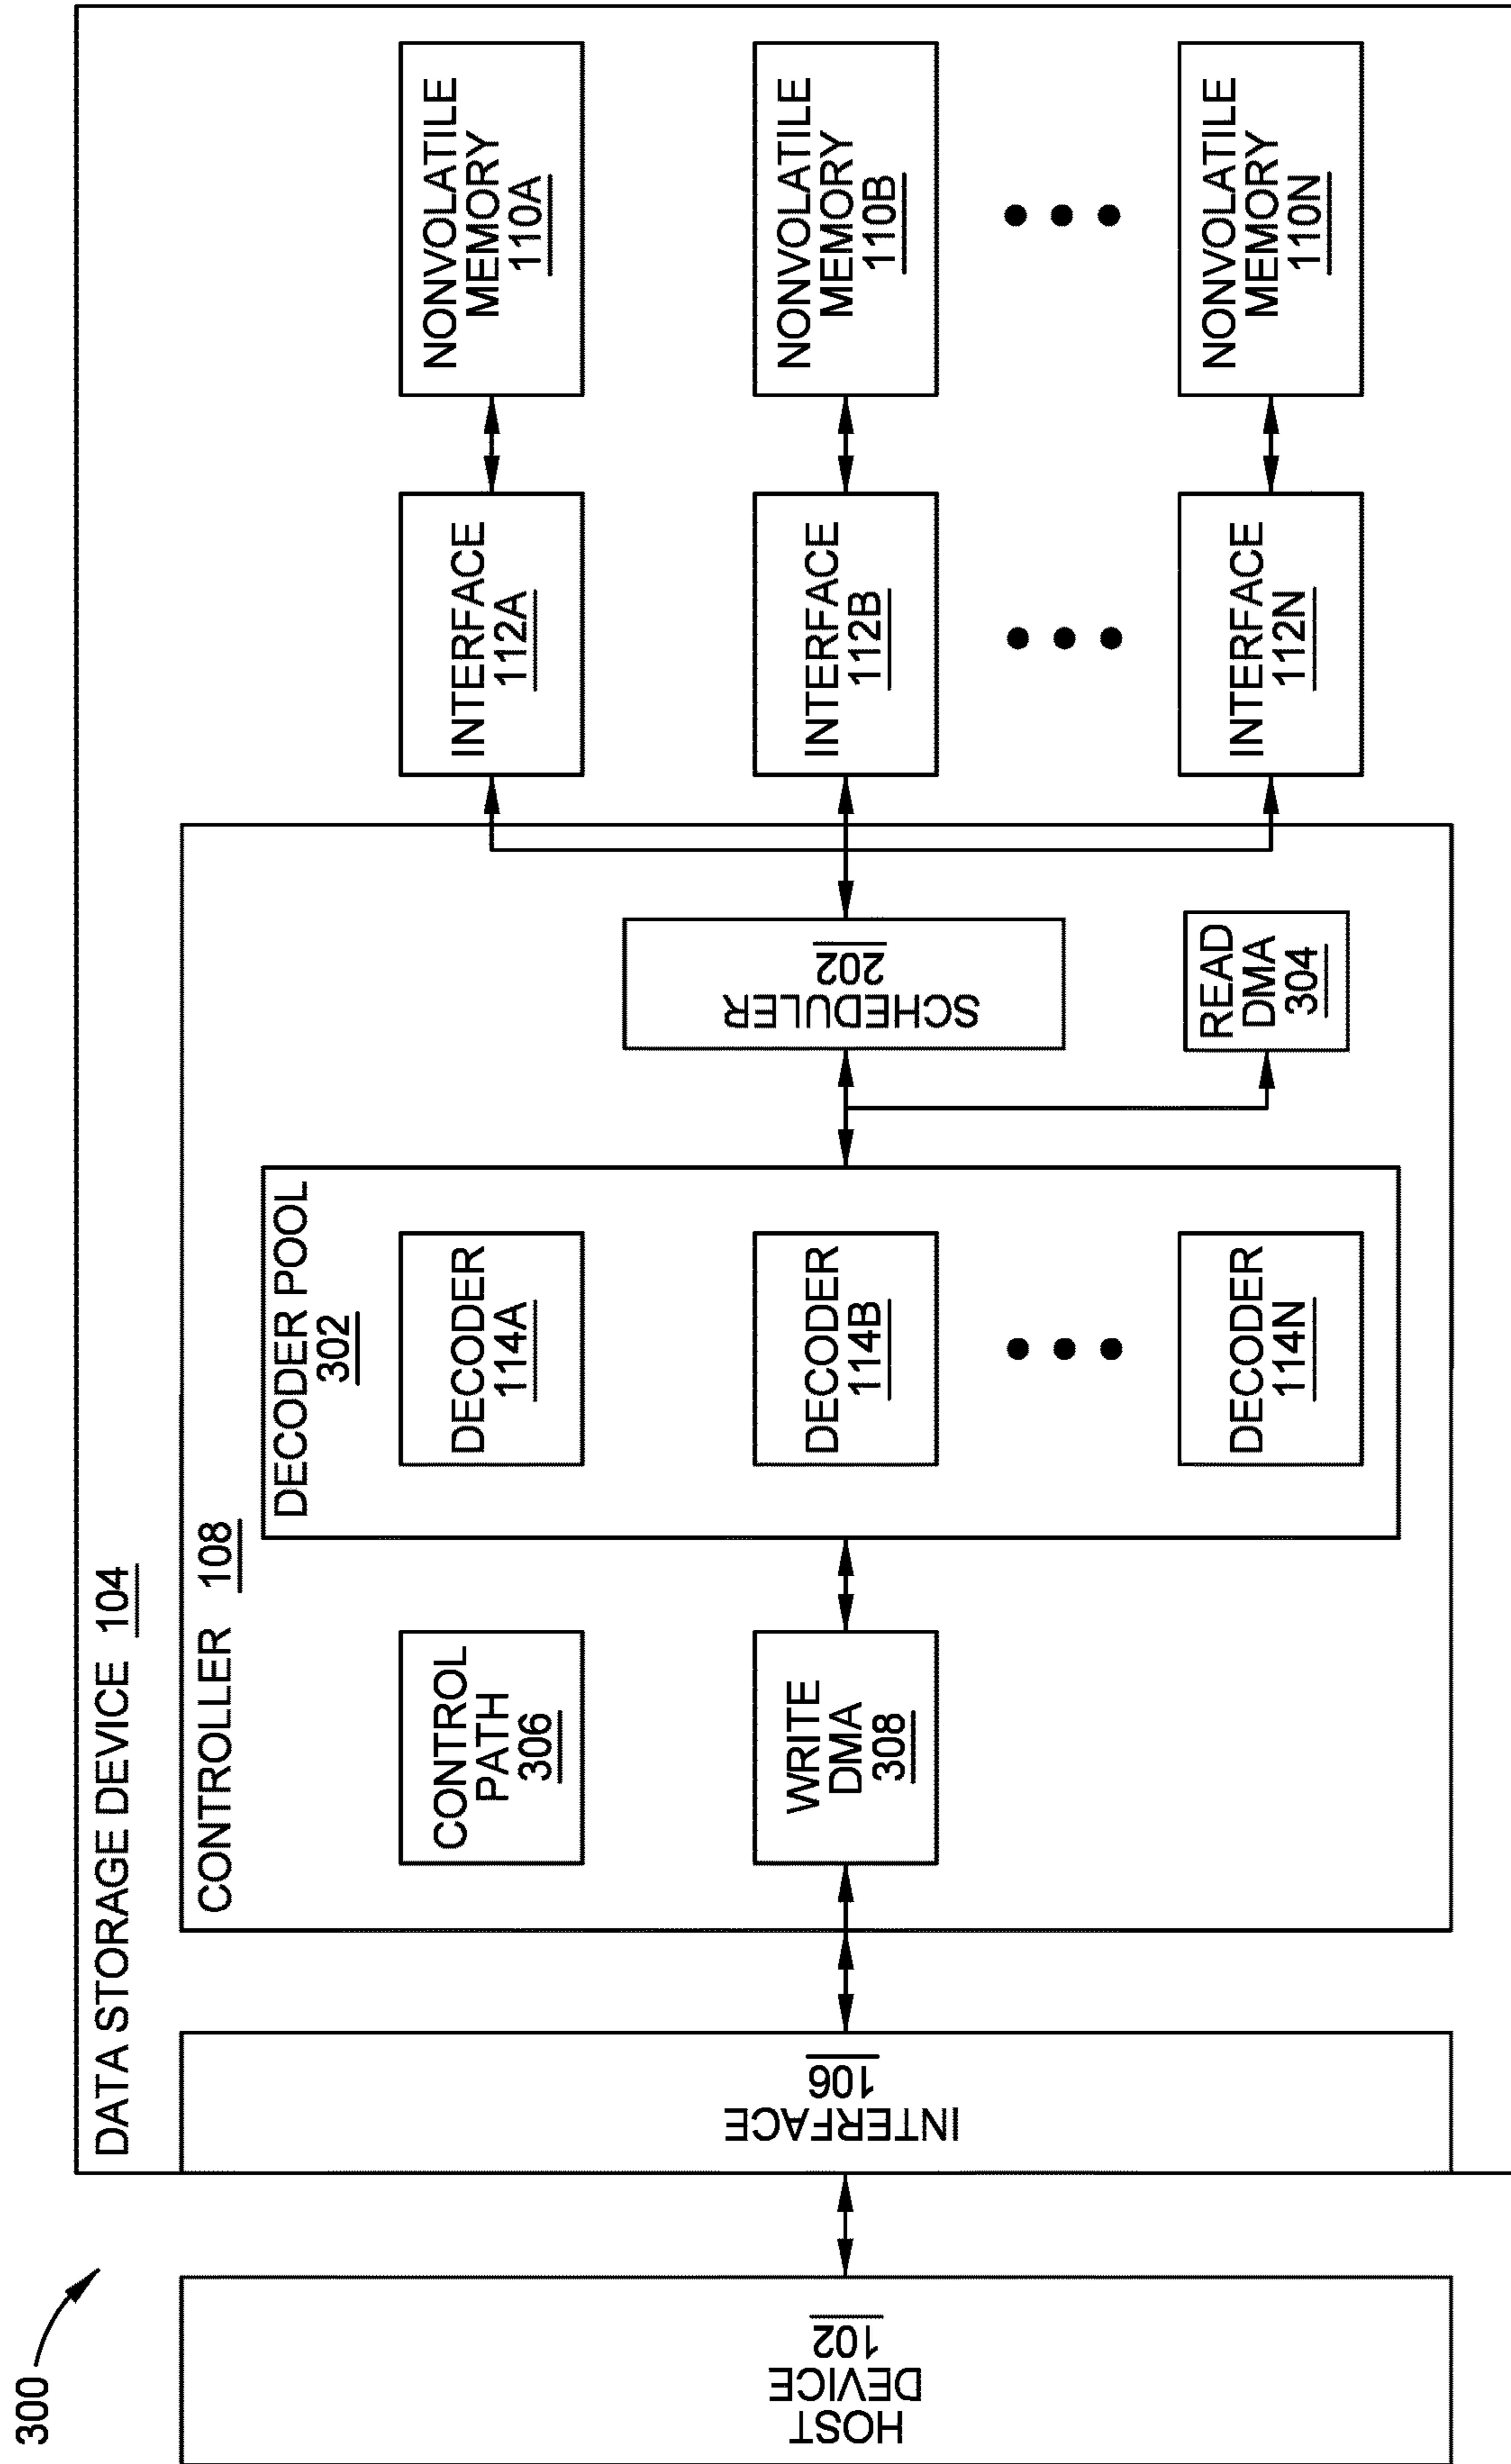 300
HOST
DEVICE
102
DATA STORAGE DEVICE 104
INTERFACE
106
CONTROLLER 108
CONTROL
PATH
306
WRITE
DMA
308
DECODER POOL
302
DECODER
114A
DECODER
114B
DECODER
114N
SCHEDULER
202
READ
DMA
304
INTERFACE
112A
INTERFACE
112B
INTERFACE
112N
NONVOLATILE
MEMORY
110A
NONVOLATILE
MEMORY
110B
NONVOLATILE
MEMORY
110N